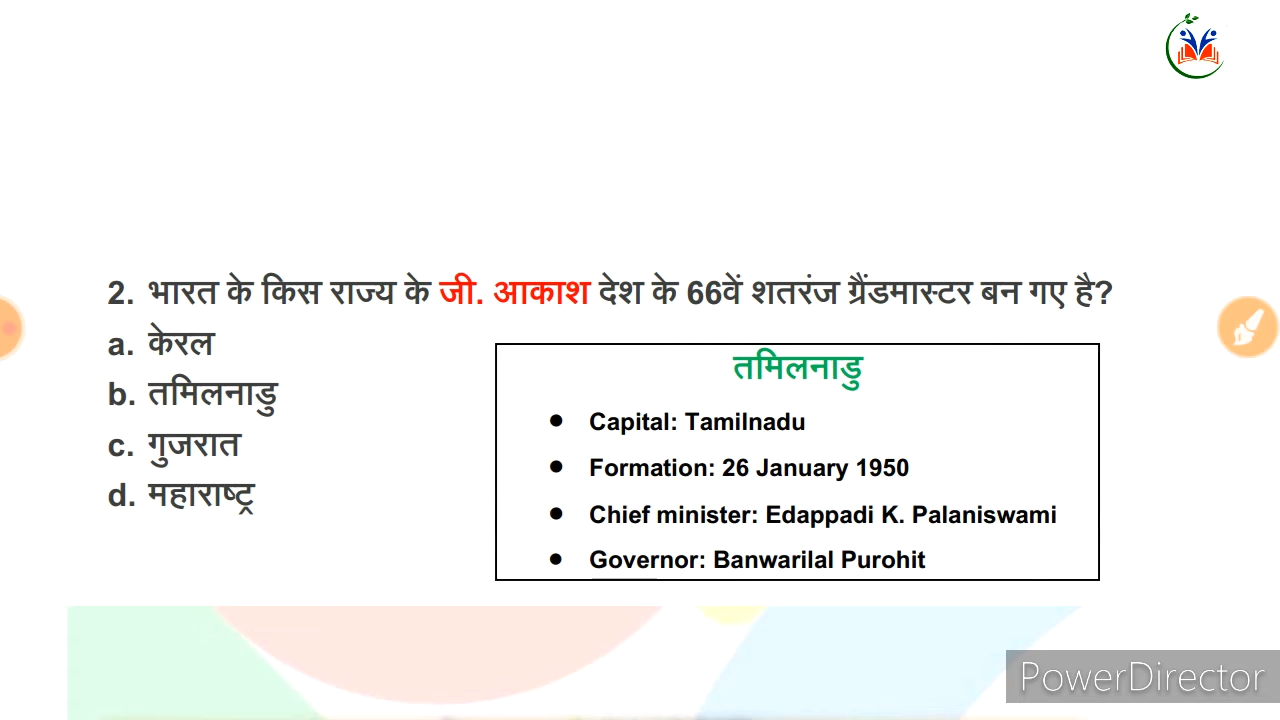 2. भारत के किस राज्य के जी. आकाश देश के 66वें शतरंज ग्रैंडमास्टर बन गए है?
a. केरल
b. तमिलनाडु
c. गुजरात
d. महाराष्ट्र
तमिलनाडु
● Capital: Tamilnadu
● Formation: 26 January 1950
● Chief minister: Edappadi K. Palaniswami
● Governor: Banwarilal Purohit
PowerDirector